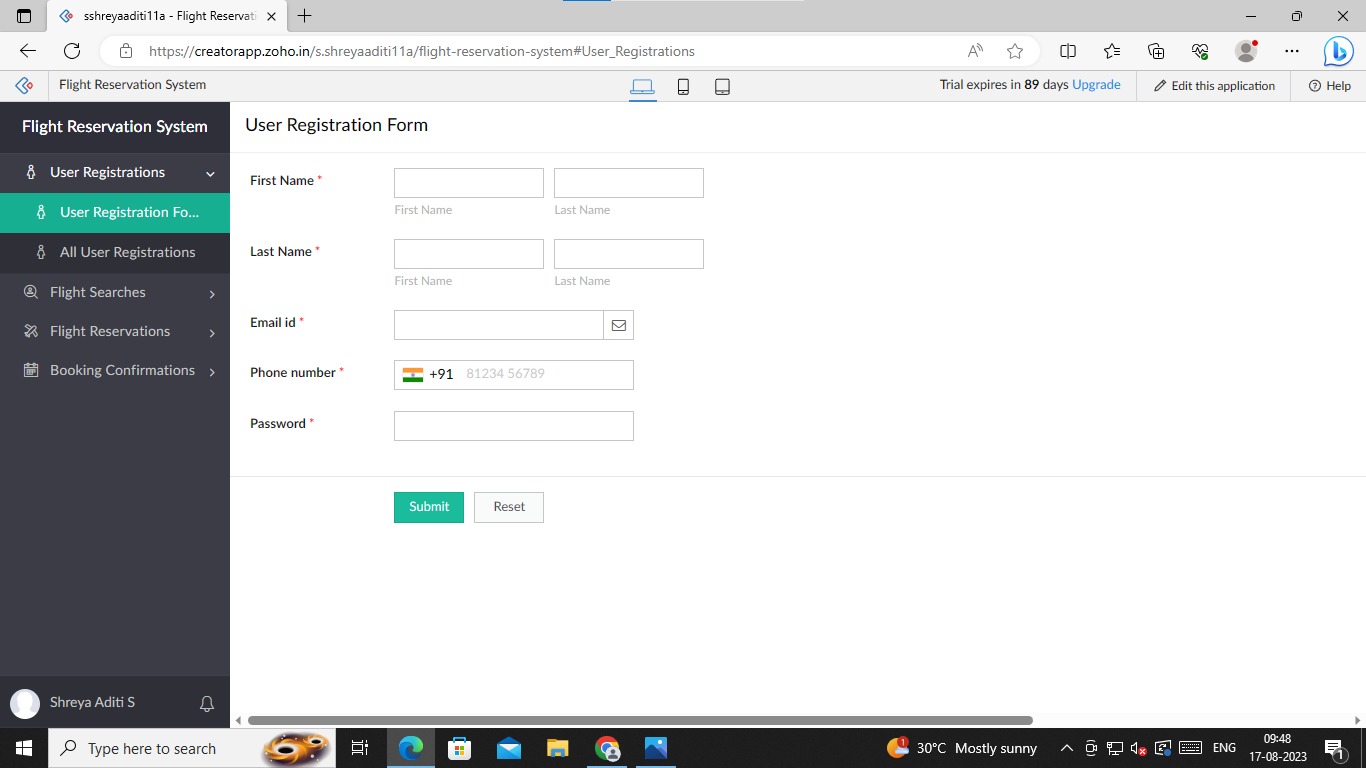 sshreyaaditi11a - Flight Reservati
https://creatorapp.zoho.in/s.shreyaaditi11a/flight-reservation-system#User_Registrations
Flight Reservation System
Trial expires in 89 days Upgrade
Edit this application
Help
Flight Reservation System
User Registrations
User Registration Fo...
All User Registrations
Flight Searches
Flight Reservations
Booking Confirmations
Shreya Aditi S
User Registration Form
First Name *
First Name
Last Name
Last Name *
First Name
Last Name
Email id *
Phone number *
+91 81234 56789
Password *
Submit
Reset
Type here to search
1
30°C Mostly sunny
ENG
09:48
17-08-2023
1